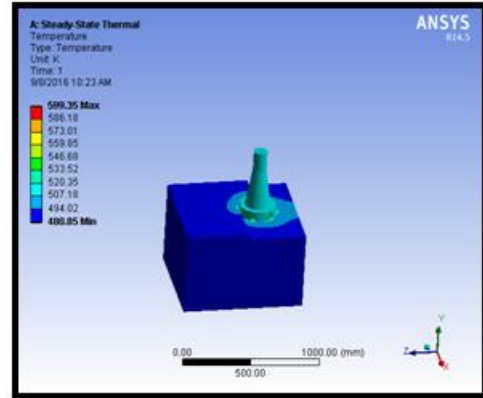 A: Steady-State Thermal
Temperature
Type: Temperature
Unit: K
Time: 1
9/8/2016 10:23 AM
ANSYS
R14.5
599.35 Max
586.18
573.01
559.85
546.68
533.52
520.35
507.18
494.02
480.85 Min
0.00
1000.00 (mm)
500.00
Y
Z
X